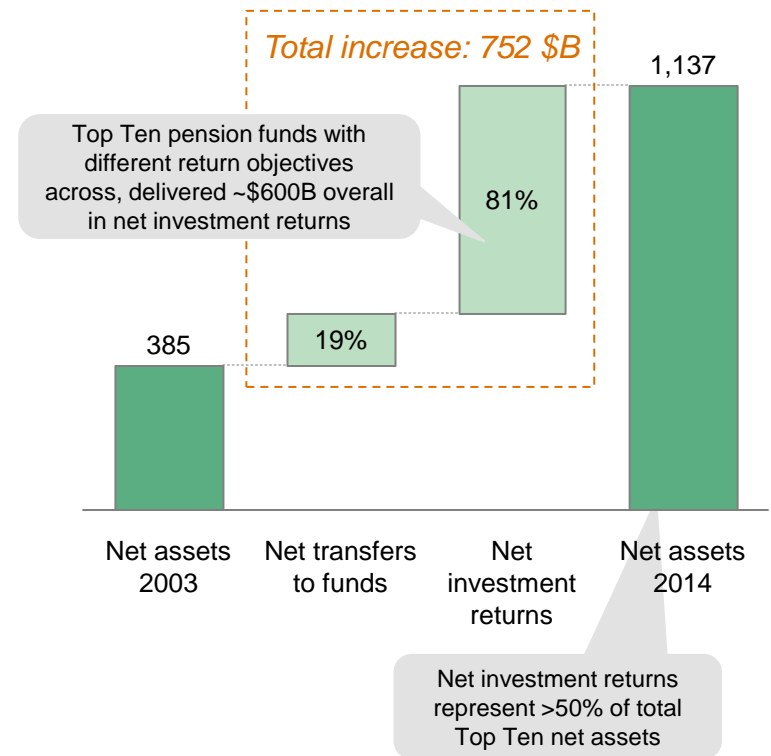 Total increase: 752 $B
1,137
Top Ten pension funds with
different return objectives
across, delivered ~$600B overall
in net investment returns
81%
385
19%
Net assets
2003
Net transfers
to funds
Net
investment
returns
Net assets
2014
Net investment returns
represent >50% of total
Top Ten net assets